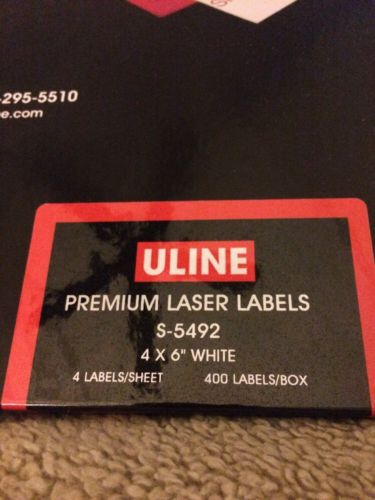 -295-5510
e.com
ULINE
PREMIUM LASER LABELS
S-5492
4 X 6" WHITE
4 LABELS/SHEET 400 LABELS/BOX